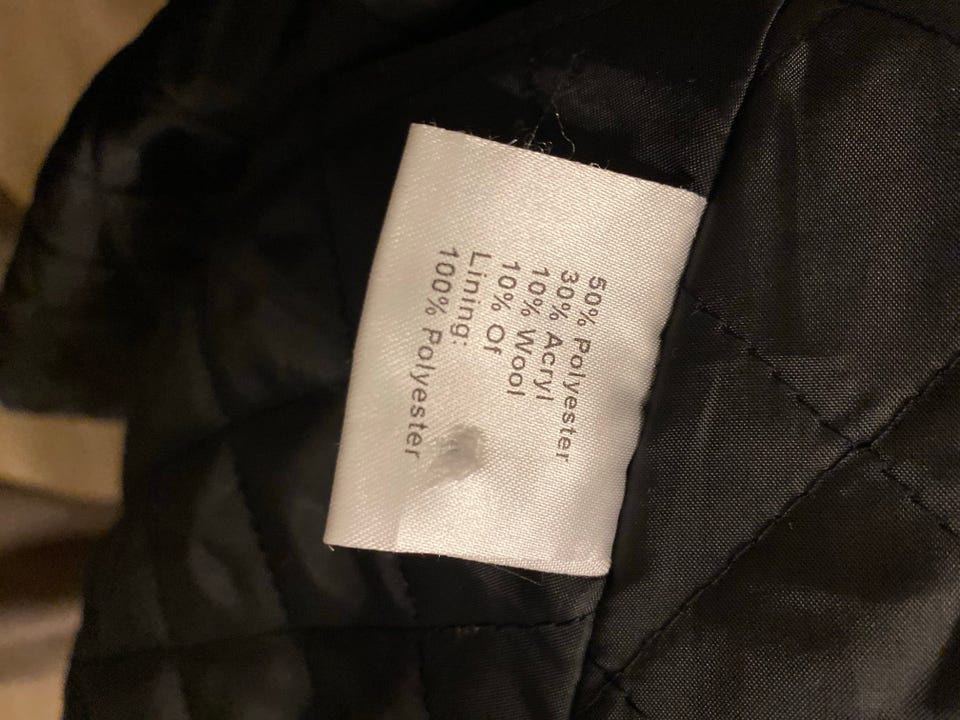 50% Polyester
30% Acryl
10% Wool
10% Of
Lining:
100% Polyester